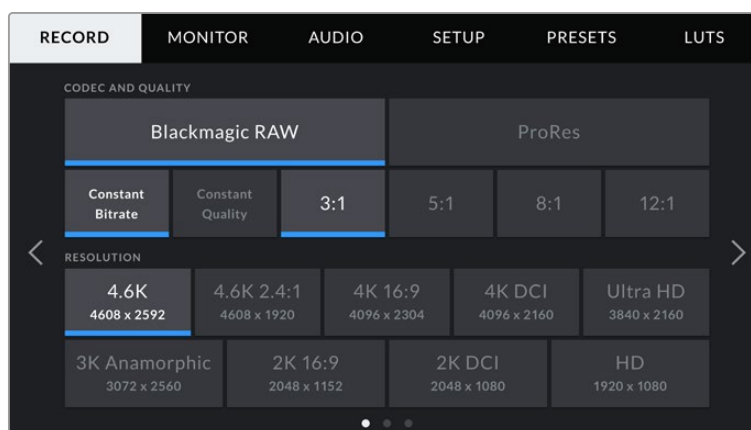 RECORD MONITOR AUDIO SETUP PRESETS LUTS
CODEC AND QUALITY
Blackmagic RAW ProRes
Constant Bitrate Constant Quality 3:1 5:1 8:1 12:1
RESOLUTION
4.6K 4.6K 2.4:1 4K 16:9 4K DCI Ultra HD
4608 x 2592 4608 x 1920 4096 x 2304 4096 x 2160 3840 x 2160
3K Anamorphic 2K 16:9 2K DCI HD
3072 x 2560 2048 x 1152 2048 x 1080 1920 x 1080